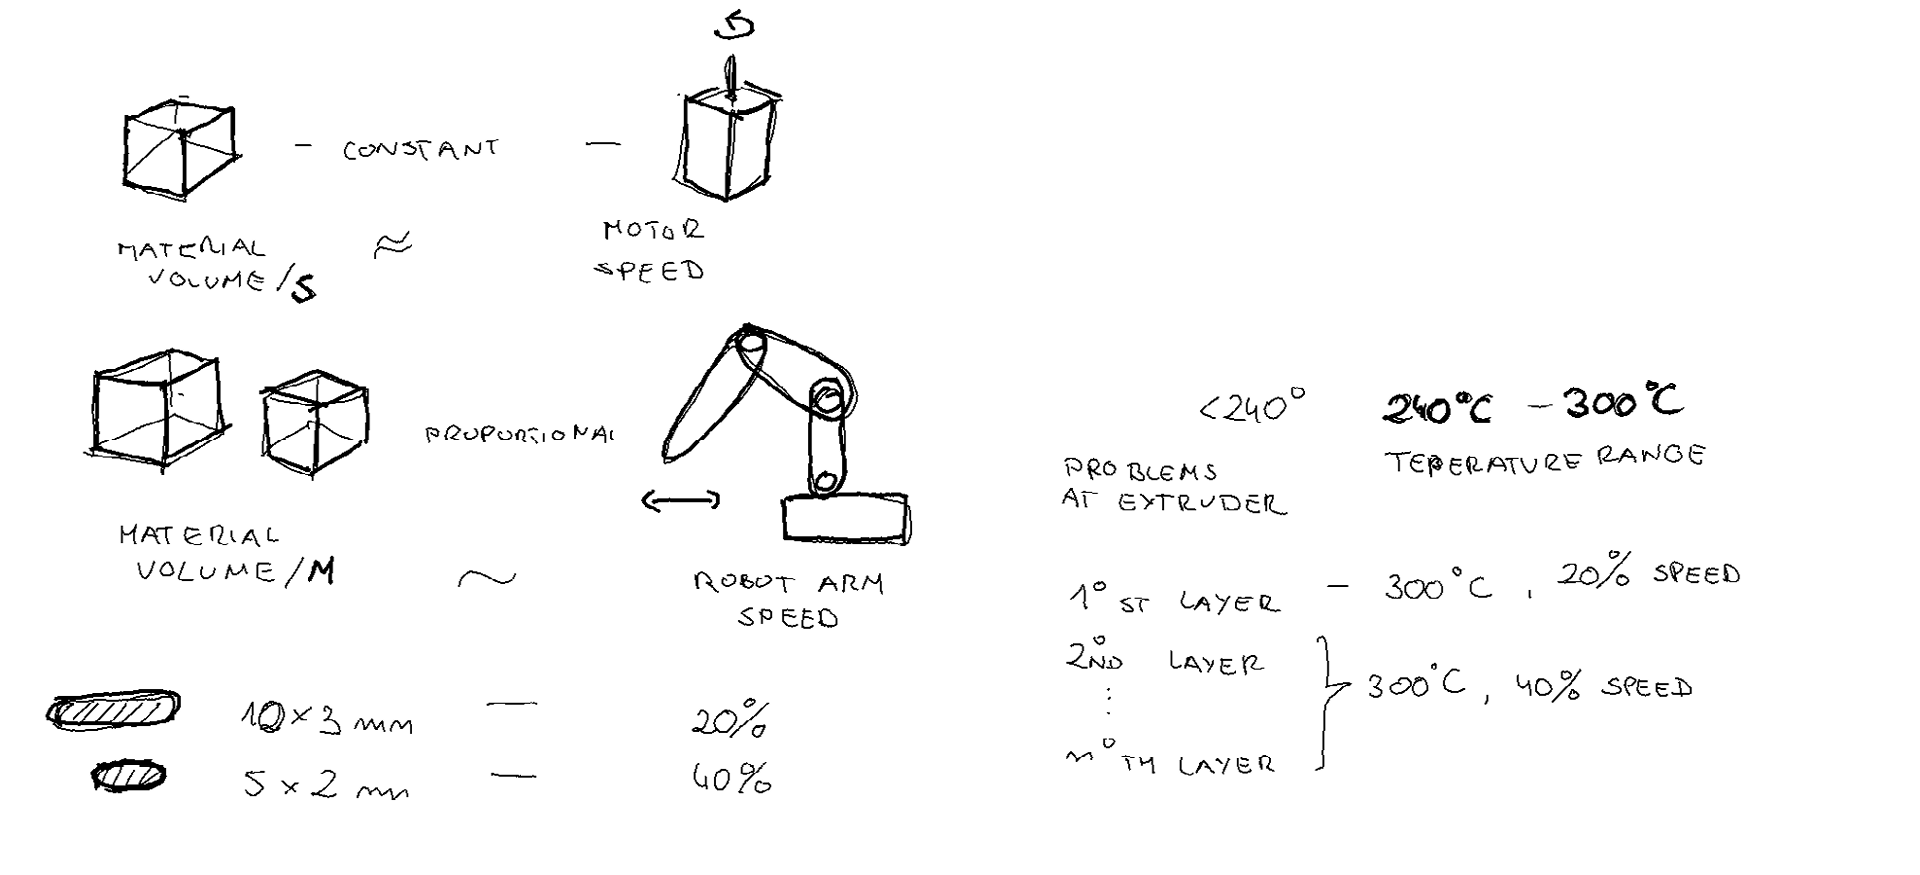 - CONSTANT -
MATERIAL
VOLUME/S
≈
MOTOR
SPEED
PROPORTIONAL
MATERIAL
VOLUME/M
~
ROBOT ARM
SPEED
10 x 3 mm — 20%
5 x 2 mm — 40%
<240° 240°C - 300°C
PROBLEMS
AT EXTRUDER
TEPERATURE RANGE
1° ST LAYER - 300°C, 20% SPEED
2° ND LAYER
⋮
n° TH LAYER
} 300°C, 40% SPEED